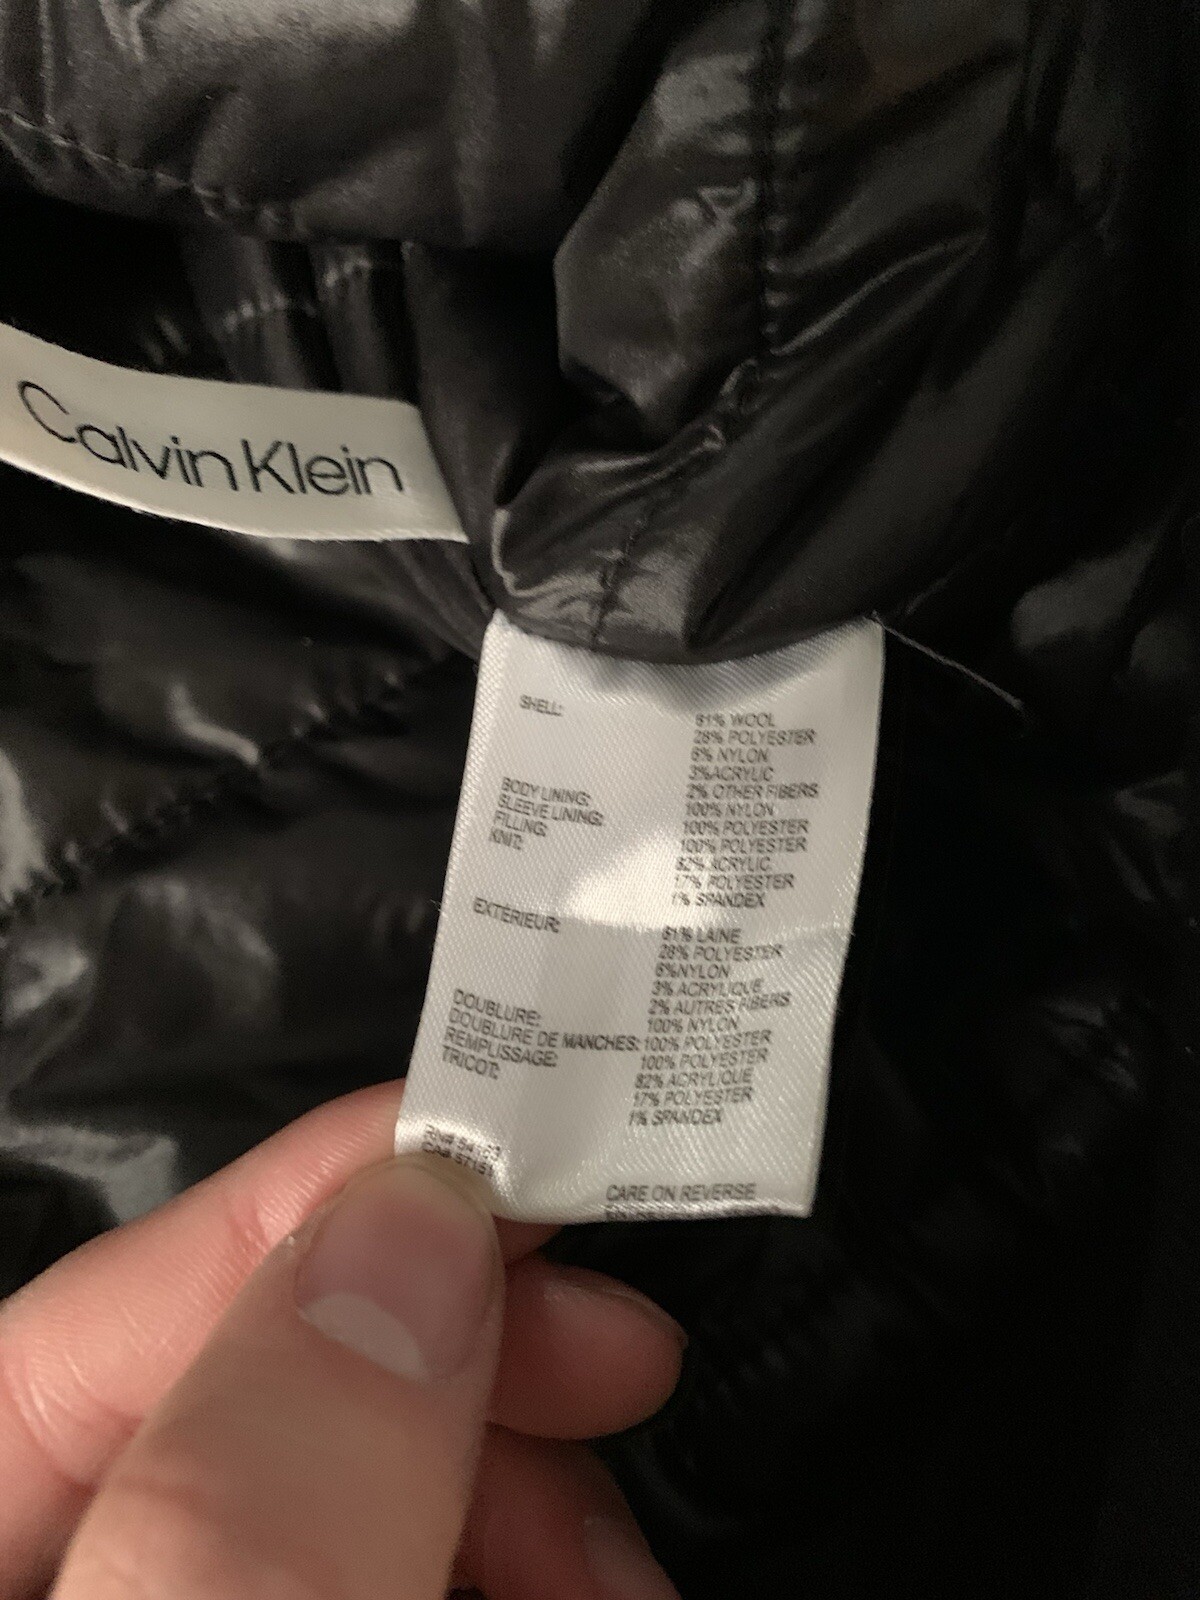 Calvin Klein
SHELL: 61% WOOL
28% POLYESTER
6% NYLON
3%ACRYLIC
2% OTHER FIBERS
BODY LINING: 100% NYLON
SLEEVE LINING: 100% POLYESTER
FILLING: 100% POLYESTER
KNIT: 82% ACRYLIC
17% POLYESTER
1% SPANDEX
EXTÉRIEUR: 61% LAINE
28% POLYESTER
6%NYLON
3% ACRYLIQUE
2% AUTRES FIBERS
DOUBLURE: 100% NYLON
DOUBLURE DE MANCHES: 100% POLYESTER
REMPLISSAGE: 100% POLYESTER
TRICOT: 82% ACRYLIQUE
17% POLYESTER
1% SPANDEX
RN#
CA#
CARE ON REVERSE